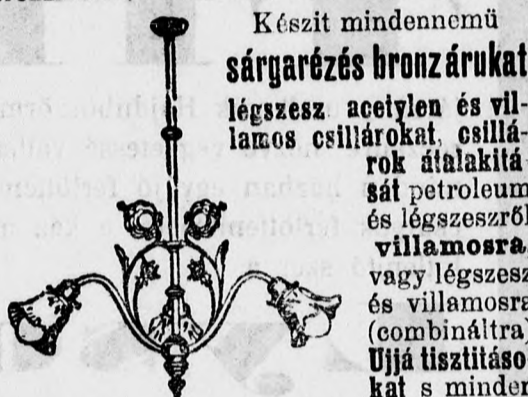 Készit mindennemü
sárgarézés bronzárukat
légszesz acetylen és vil-
lamos csillárokat, csillá-
rok átalakitá
sát petroleum
és légszeszről
villamosra
vagy légszesz
és villamosra
(combináltra)
Ujjá tisztitáso
kat s minden